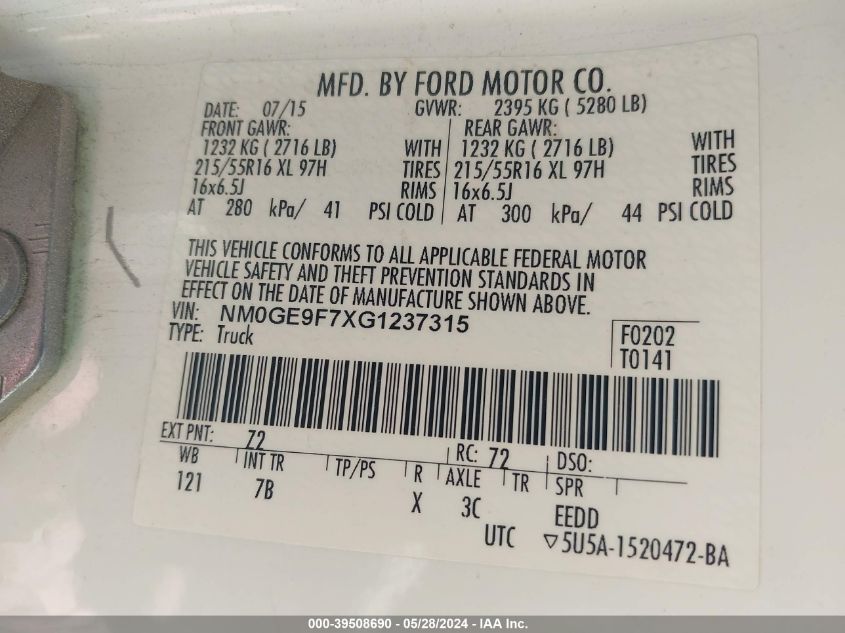 MFD. BY FORD MOTOR CO.
DATE: 07/15 GVWR: 2395 KG ( 5280 LB)
FRONT GAWR: REAR GAWR:
1232 KG ( 2716 LB) WITH 1232 KG ( 2716 LB) WITH
215/55R16 XL 97H TIRES 215/55R16 XL 97H TIRES
16x6.5J RIMS 16x6.5J RIMS
AT 280 kPa/ 41 PSI COLD AT 300 kPa/ 44 PSI COLD
THIS VEHICLE CONFORMS TO ALL APPLICABLE FEDERAL MOTOR
VEHICLE SAFETY AND THEFT PREVENTION STANDARDS IN
EFFECT ON THE DATE OF MANUFACTURE SHOWN ABOVE.
VIN: NM0GE9F7XG1237315
TYPE: Truck
F0202
T0141
EXT PNT: 72 RC: 72 DSO:
WB INT TR TP/PS R AXLE TR SPR
121 7B X 3C EEDD
UTC ▽5U5A-1520472-BA
000-39508690 - 05/28/2024 - IAA Inc.